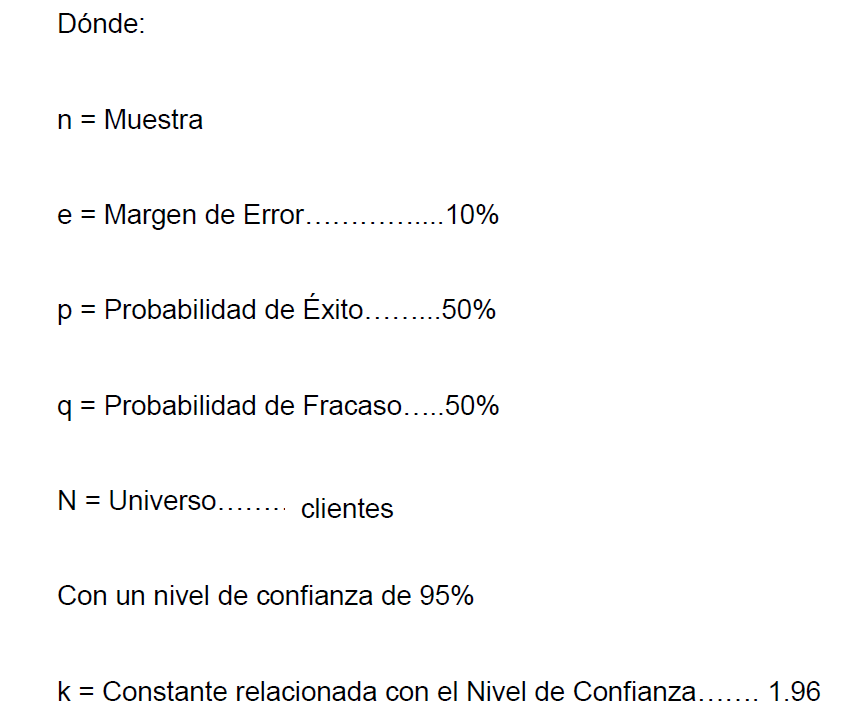 Dónde:
n = Muestra
e = Margen de Error…………....10%
p = Probabilidad de Éxito……...50%
q = Probabilidad de Fracaso…..50%
N = Universo…….. clientes
Con un nivel de confianza de 95%
k = Constante relacionada con el Nivel de Confianza……. 1.96